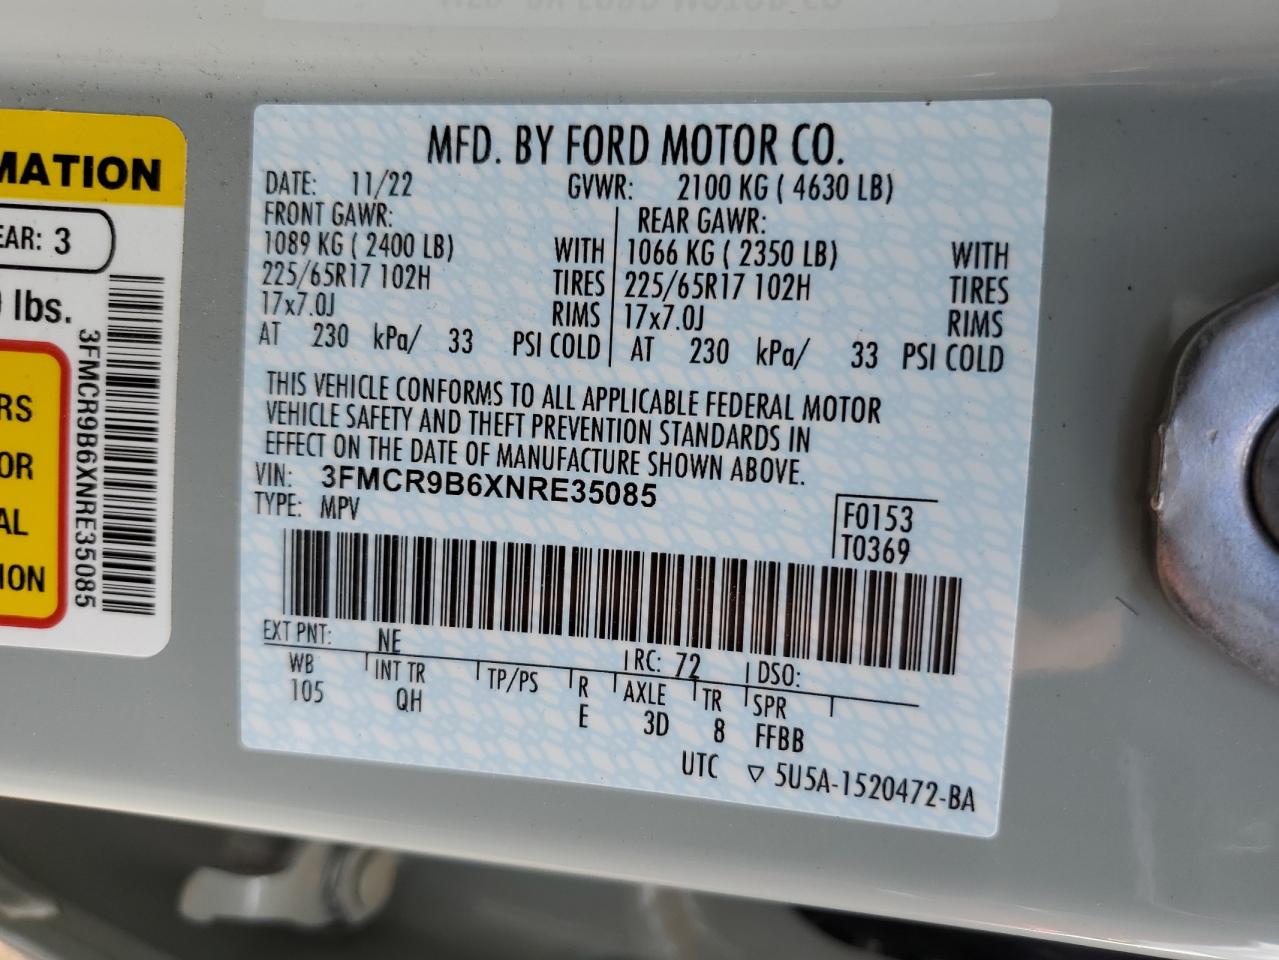 MFD. BY FORD MOTOR CO.
DATE: 11/22 GVWR: 2100 KG ( 4630 LB)
FRONT GAWR: REAR GAWR:
1089 KG ( 2400 LB) WITH 1066 KG ( 2350 LB) WITH
225/65R17 102H TIRES 225/65R17 102H TIRES
17x7.0J RIMS 17x7.0J RIMS
AT 230 kPa/ 33 PSI COLD AT 230 kPa/ 33 PSI COLD
THIS VEHICLE CONFORMS TO ALL APPLICABLE FEDERAL MOTOR
VEHICLE SAFETY AND THEFT PREVENTION STANDARDS IN
EFFECT ON THE DATE OF MANUFACTURE SHOWN ABOVE.
VIN: 3FMCR9B6XNRE35085
TYPE: MPV
F0153
T0369
EXT PNT: NE RC: 72 DSO:
WB INT TR TP/PS R AXLE TR SPR
105 QH E 3D 8 FFBB
UTC ▽ 5U5A-1520472-BA
MATION
EAR: 3
lbs.
3FMCR9B6XNRE35085
RS
OR
AL
ION